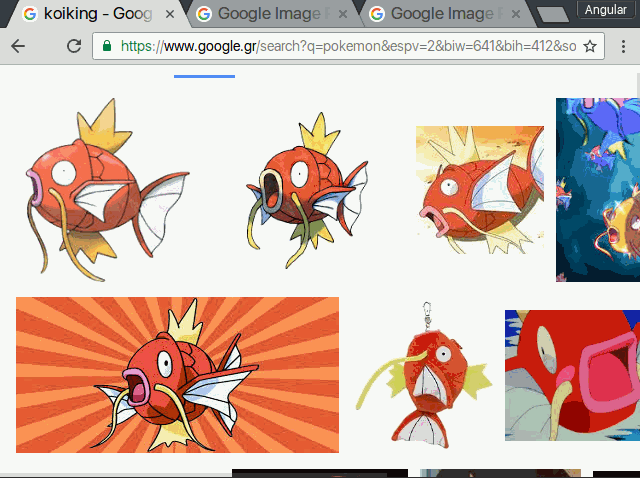 koiking - Goog
Google Image R
Google Image R
Angular
https://www.google.gr/search?q=pokemon&espv=2&biw=641&bih=412&so